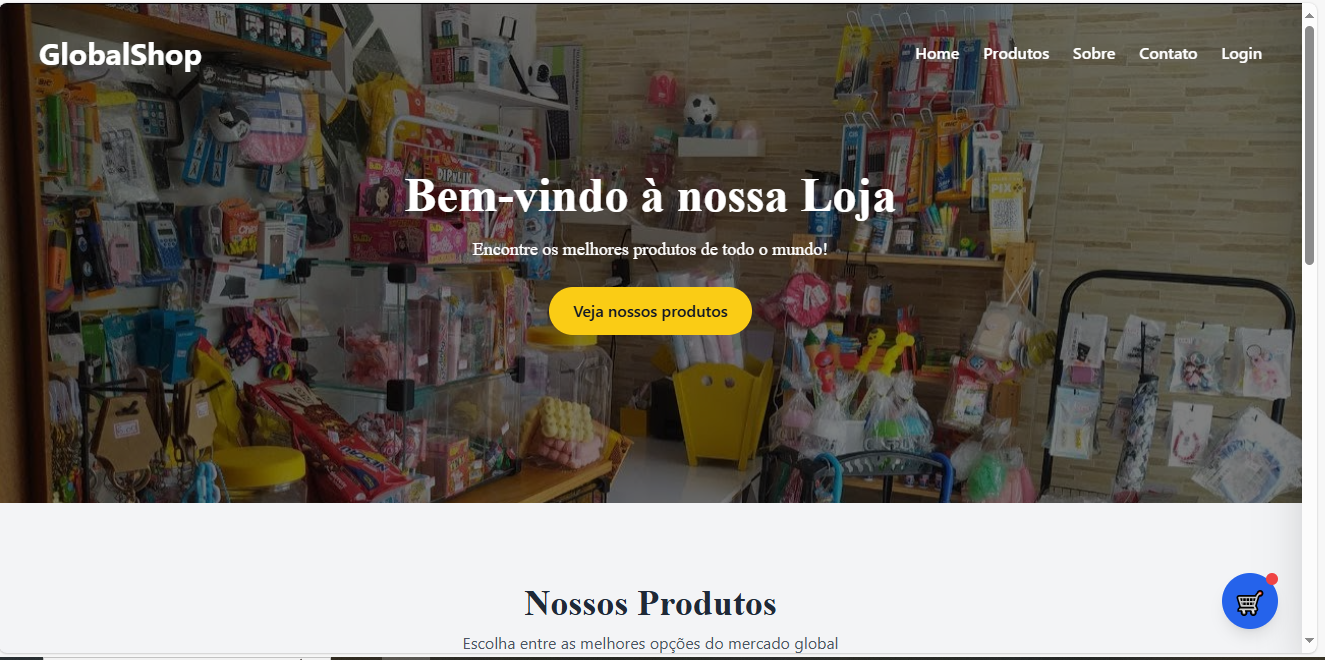 GlobalShop
Home Produtos Sobre Contato Login
PIX
Bem-vindo à nossa Loja
Encontre os melhores produtos de todo o mundo!
Veja nossos produtos
Nossos Produtos
Escolha entre as melhores opções do mercado global